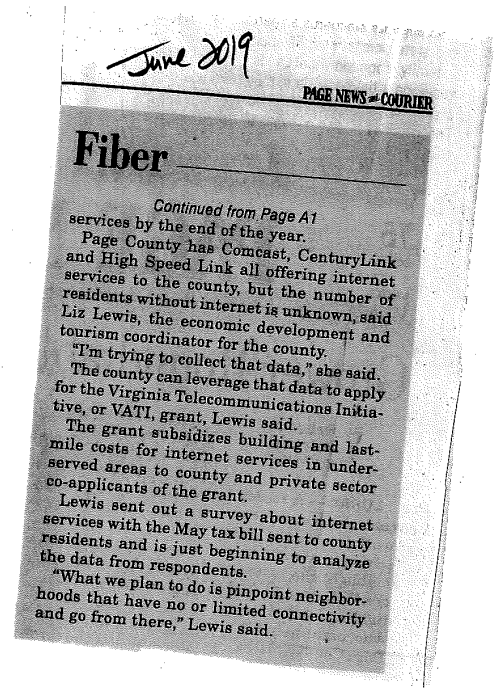 June 2019
PAGE NEWS and COURIER
Fiber
Continued from Page A1
services by the end of the year.
Page County has Comcast, CenturyLink
and High Speed Link all offering internet
services to the county, but the number of
residents without internet is unknown, said
Liz Lewis, the economic development and
tourism coordinator for the county.
"I'm trying to collect that data," she said.
The county can leverage that data to apply
for the Virginia Telecommunications Initia-
tive, or VATI, grant, Lewis said.
The grant subsidizes building and last-
mile costs for internet services in under-
served areas to county and private sector
co-applicants of the grant.
Lewis sent out a survey about internet
services with the May tax bill sent to county
residents and is just beginning to analyze
the data from respondents.
"What we plan to do is pinpoint neighbor-
hoods that have no or limited connectivity
and go from there," Lewis said.